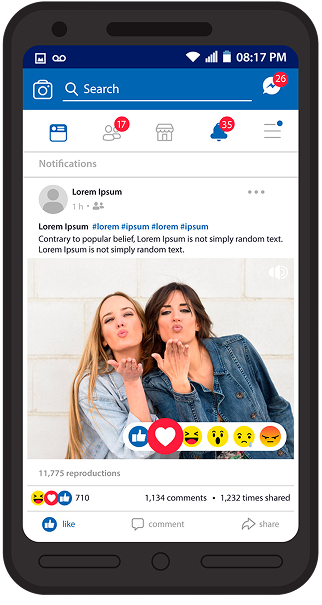 08:17 PM
Search
26
17
35
Notifications
Lorem Ipsum
1 h •
Lorem Ipsum #lorem #ipsum #lorem #ipsum
Contrary to popular belief, Lorem Ipsum is not simply random text.
Lorem Ipsum is not simply random text.
11,775 reproductions
710 1,134 comments • 1,232 times shared
like comment share